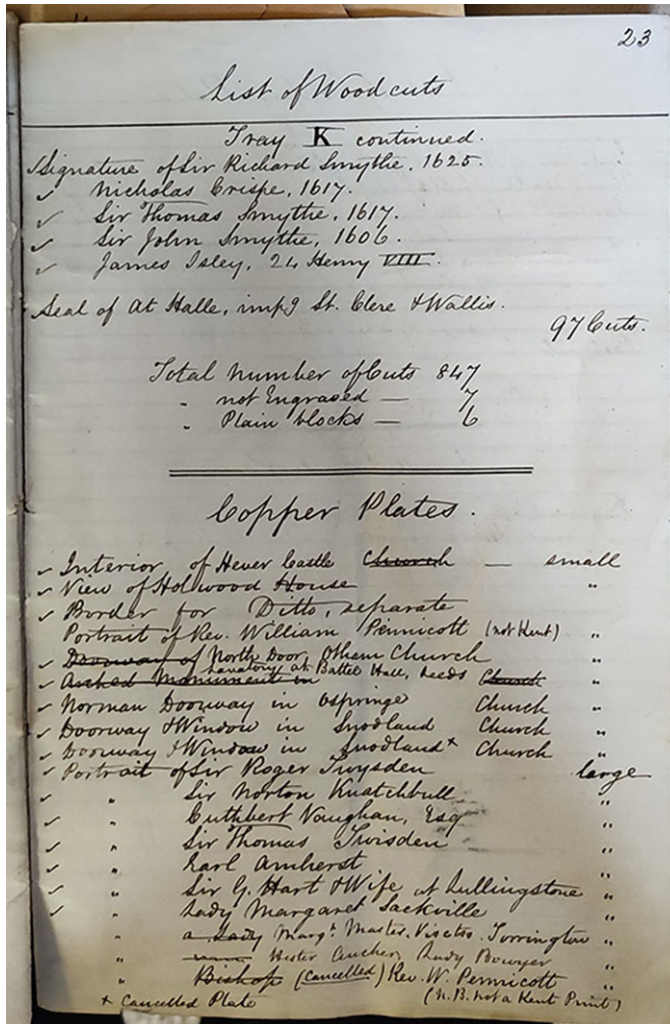 23
List of Woodcuts
Tray K continued.
Signature of Sir Richard Smythe, 1625.
" Nicholas Crispe, 1617.
" Sir Thomas Smythe, 1617.
" Sir John Smythe, 1606.
" James Isley, 24 Henry VIII.
Seal of At Halle, impg St. Clere & Wallis.
97 Cuts.
Total number of Cuts 847
" not Engraved — 7
" Plain blocks — 6
Copper Plates.
Interior of Hever Castle Church — small
View of Holwood House "
Border for Ditto, separate
Portrait of Rev. William Pennicott (not Kent) "
Doorway of North Door, Otham Church "
Arched Monument in Lavatory at Battel Hall, Leeds Church "
Norman Doorway in Ospringe Church "
Doorway & Window in Snodland Church "
Doorway & Window in Snodland + Church "
Portrait of Sir Roger Twysden large
" Sir Norton Knatchbull "
" Cuthbert Vaughan, Esq "
" Sir Thomas Twisden "
" Earl Amherst "
" Sir G. Hart & Wife at Lullingstone "
" Lady Margaret Sackville "
" a Lady Margt. Master. Visctss. Torrington "
" Hester Aucher, Lady Bowyer "
" Bishop (cancelled) Rev. W. Pennicott "
+ Cancelled Plate (N.B. not a Kent Print)